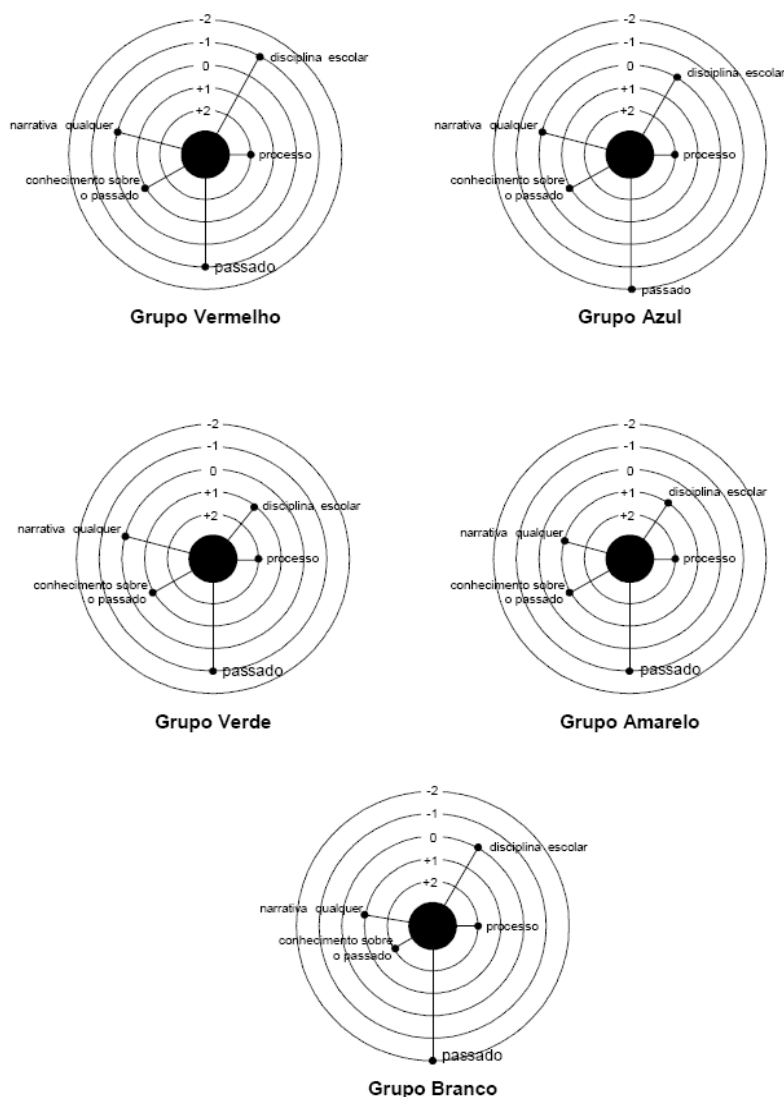 -2
-1
0
+1
+2
disciplina escolar
narrativa qualquer
processo
conhecimento sobre
o passado
passado
Grupo Vermelho
-2
-1
0
+1
+2
disciplina escolar
narrativa qualquer
processo
conhecimento sobre
o passado
passado
Grupo Azul
-2
-1
0
+1
+2
disciplina escolar
narrativa qualquer
processo
conhecimento sobre
o passado
passado
Grupo Verde
-2
-1
0
+1
+2
disciplina escolar
narrativa qualquer
processo
conhecimento sobre
o passado
passado
Grupo Amarelo
-2
-1
0
+1
+2
disciplina escolar
narrativa qualquer
processo
conhecimento sobre
o passado
passado
Grupo Branco